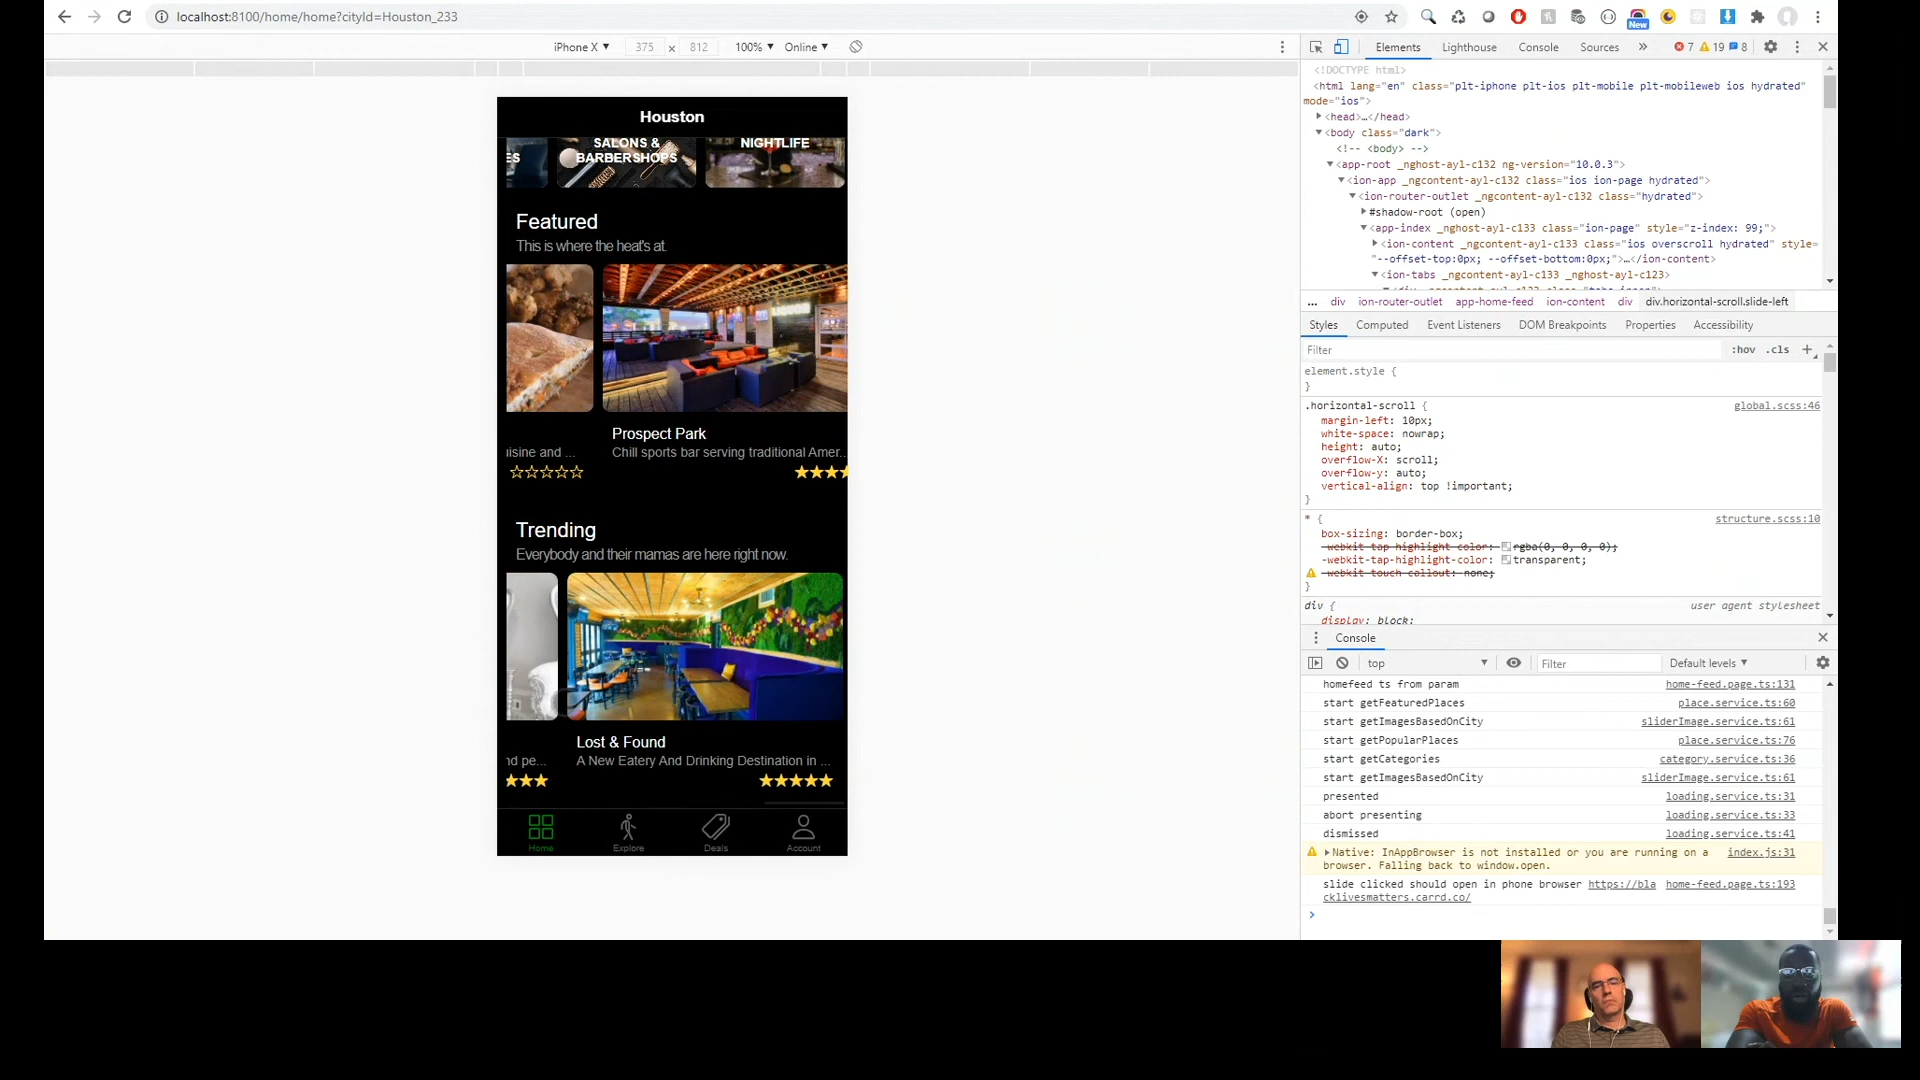 localhost:8100/home/home?cityId=Houston_233
New
iPhone X ▼ 375 x 812 100% ▼ Online ▼
Elements Lighthouse Console Sources » 7 19 8
Houston
ES
SALONS &
BARBERSHOPS
NIGHTLIFE
Featured
This is where the heat's at.
Prospect Park
uisine and ...
Chill sports bar serving traditional Amer...
Trending
Everybody and their mamas are here right now.
Lost & Found
nd pe...
A New Eatery And Drinking Destination in ...
Home Explore Deals Account
<!DOCTYPE html>
<html lang="en" class="plt-iphone plt-ios plt-mobile plt-mobileweb ios hydrated"
mode="ios">
<head>…</head>
<body class="dark">
<!-- <body> -->
<app-root _nghost-ayl-c132 ng-version="10.0.3">
<ion-app _ngcontent-ayl-c132 class="ios ion-page hydrated">
<ion-router-outlet _ngcontent-ayl-c132 class="hydrated">
#shadow-root (open)
<app-index _nghost-ayl-c133 class="ion-page" style="z-index: 99;">
<ion-content _ngcontent-ayl-c133 class="ios overscroll hydrated" style=
"--offset-top:0px; --offset-bottom:0px;">…</ion-content>
<ion-tabs _ngcontent-ayl-c133 _nghost-ayl-c123>
... div ion-router-outlet app-home-feed ion-content div div.horizontal-scroll.slide-left
Styles Computed Event Listeners DOM Breakpoints Properties Accessibility
Filter :hov .cls +
element.style {
}
.horizontal-scroll { global.scss:46
margin-left: 10px;
white-space: nowrap;
height: auto;
overflow-X: scroll;
overflow-y: auto;
vertical-align: top !important;
}
* { structure.scss:10
box-sizing: border-box;
-webkit-tap-highlight-color: rgba(0, 0, 0, 0);
-webkit-tap-highlight-color: transparent;
-webkit-touch-callout: none;
}
div { user agent stylesheet
display: block;
Console
top ▼ Filter Default levels ▼
homefeed ts from param home-feed.page.ts:131
start getFeaturedPlaces place.service.ts:60
start getImagesBasedOnCity sliderImage.service.ts:61
start getPopularPlaces place.service.ts:76
start getCategories category.service.ts:36
start getImagesBasedOnCity sliderImage.service.ts:61
presented loading.service.ts:31
abort presenting loading.service.ts:33
dismissed loading.service.ts:41
Native: InAppBrowser is not installed or you are running on a index.js:31
browser. Falling back to window.open.
slide clicked should open in phone browser https://bla home-feed.page.ts:193
cklivesmatters.carrd.co/